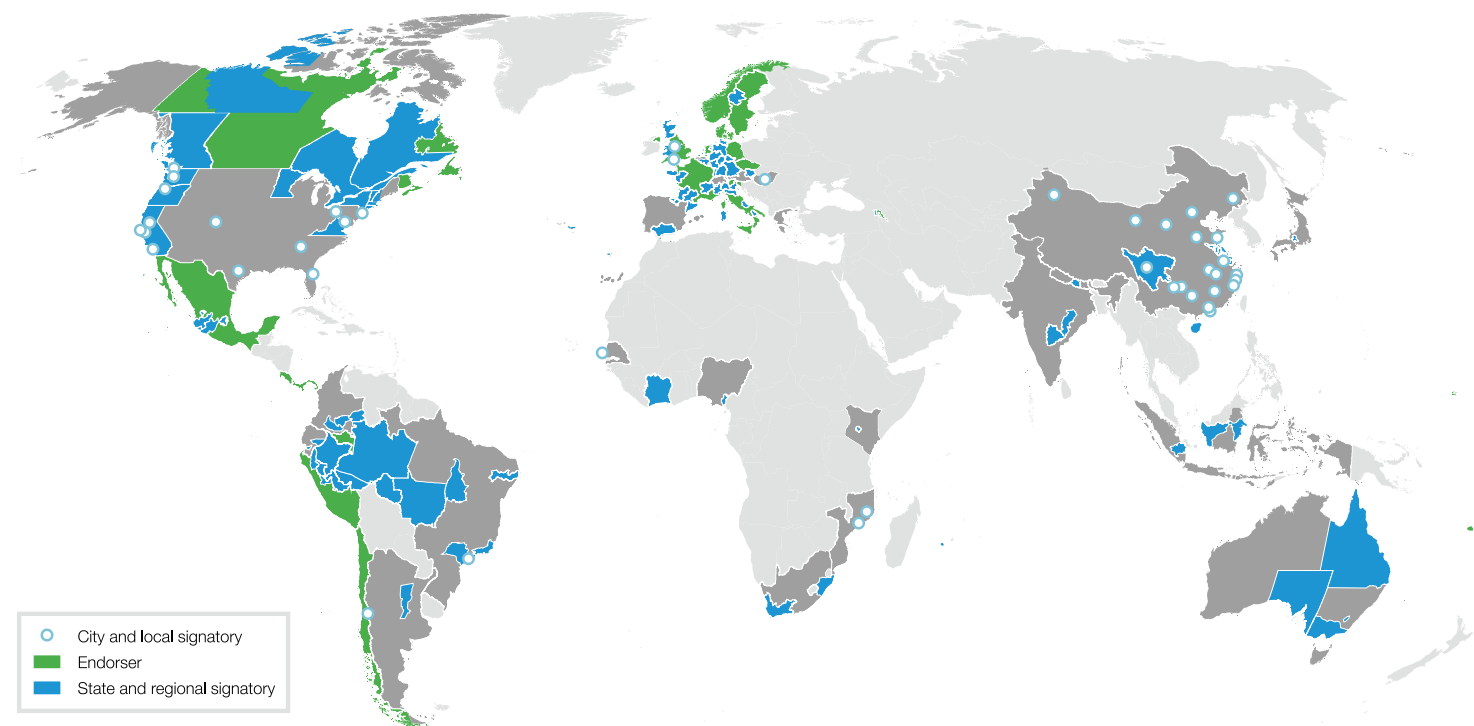 City and local signatory
Endorser
State and regional signatory